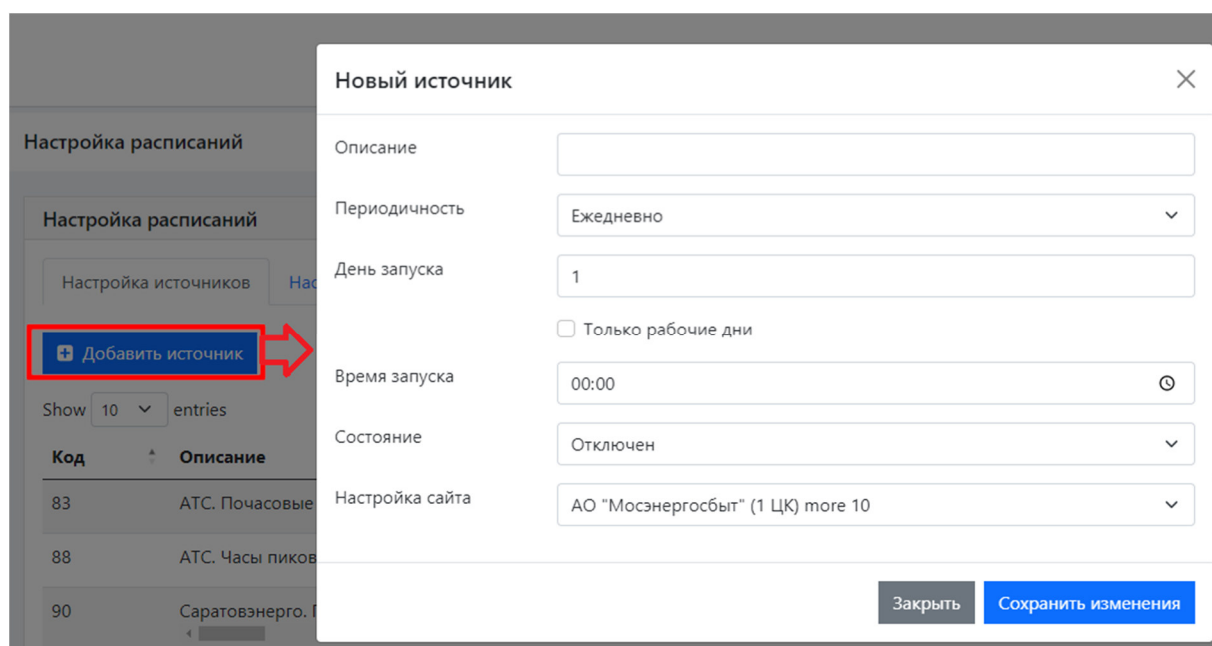 Новый источник
Настройка расписаний
Описание
Периодичность
Ежедневно
Настройка расписаний
День запуска
1
Настройка источников
Только рабочие дни
Добавить источник
Время запуска
00:00
Show 10 entries
Состояние
Отключен
Код Описание
Настройка сайта
АО "Мосэнергосбыт" (1 ЦК) more 10
83 АТС. Почасовые
88 АТС. Часы пиков
90 Саратовэнерго.
Закрыть Сохранить изменения